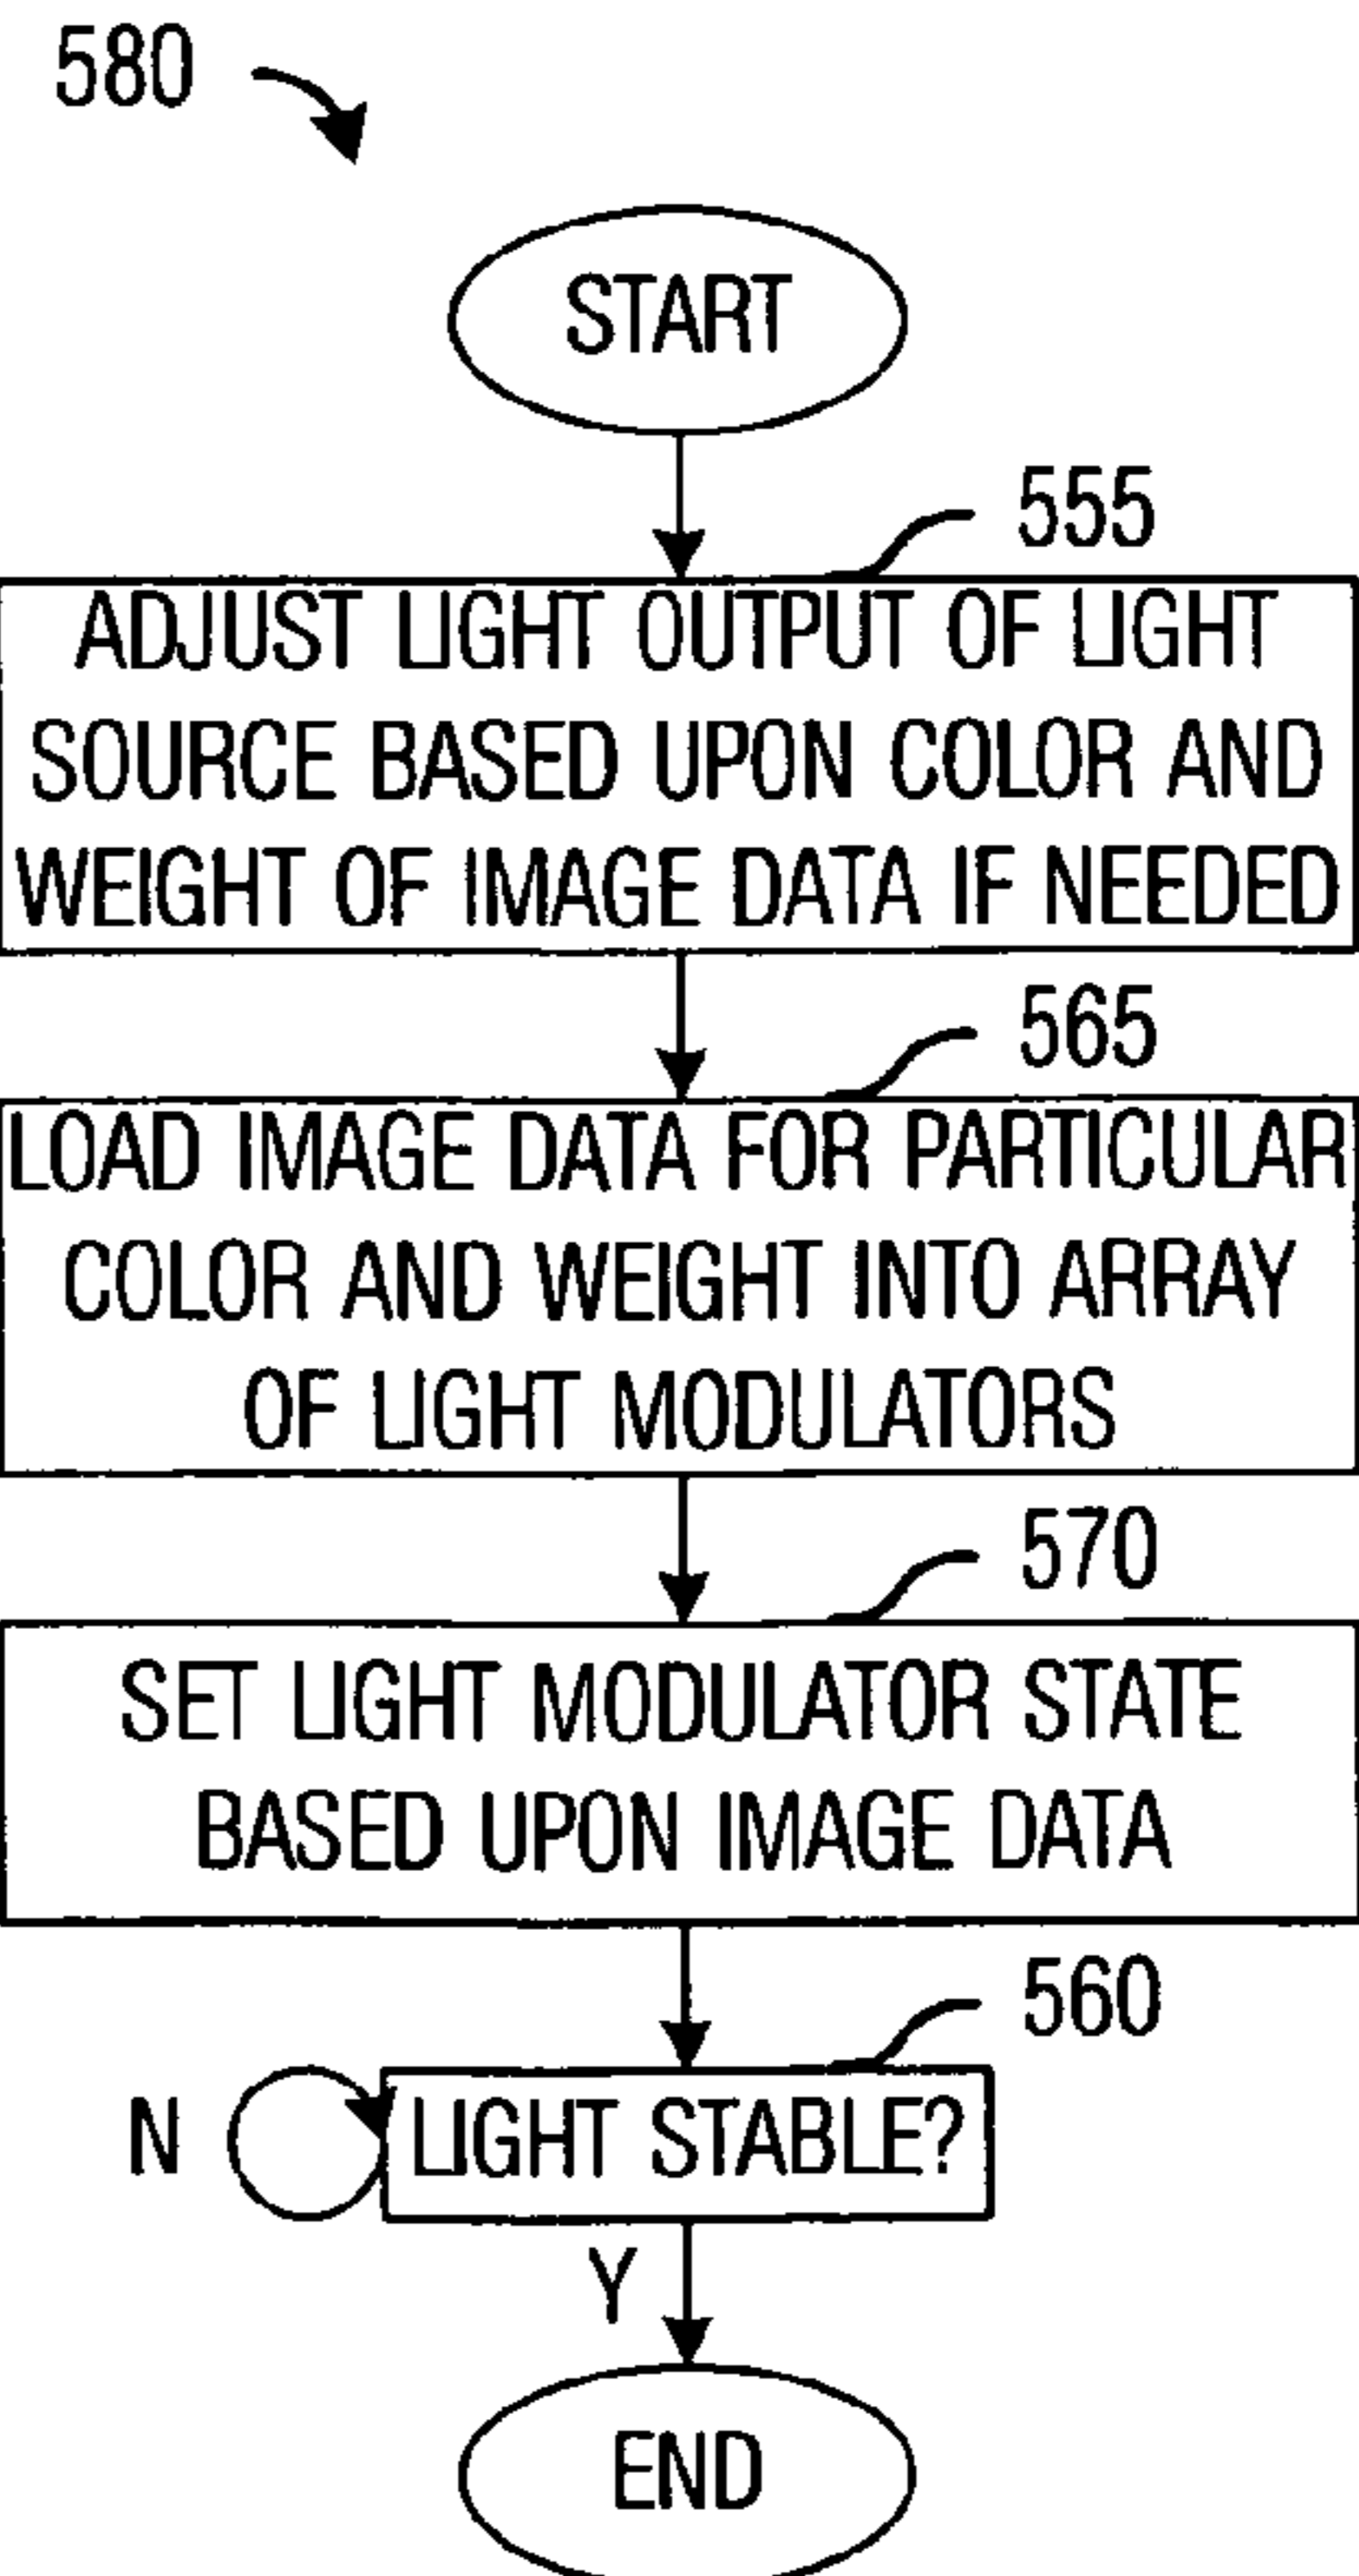 580
START
555
ADJUST LIGHT OUTPUT OF LIGHT
SOURCE BASED UPON COLOR AND
WEIGHT OF IMAGE DATA IF NEEDED
565
LOAD IMAGE DATA FOR PARTICULAR
COLOR AND WEIGHT INTO ARRAY
OF LIGHT MODULATORS
570
SET LIGHT MODULATOR STATE
BASED UPON IMAGE DATA
560
N
LIGHT STABLE?
Y
END